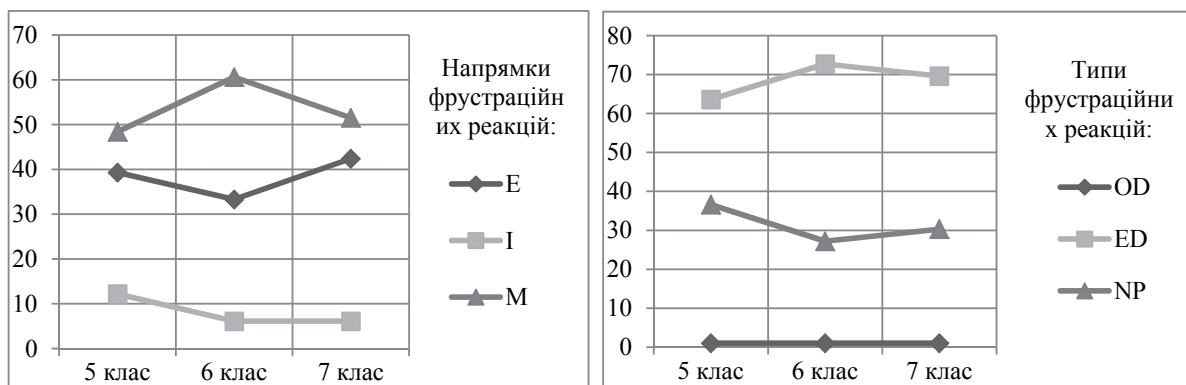 70
60
50
40
30
20
10
0
5 клас 6 клас 7 клас
Напрямки
фрустраційн
их реакцій:
E
I
M
80
70
60
50
40
30
20
10
0
5 клас 6 клас 7 клас
Типи
фрустраційни
х реакцій:
OD
ED
NP